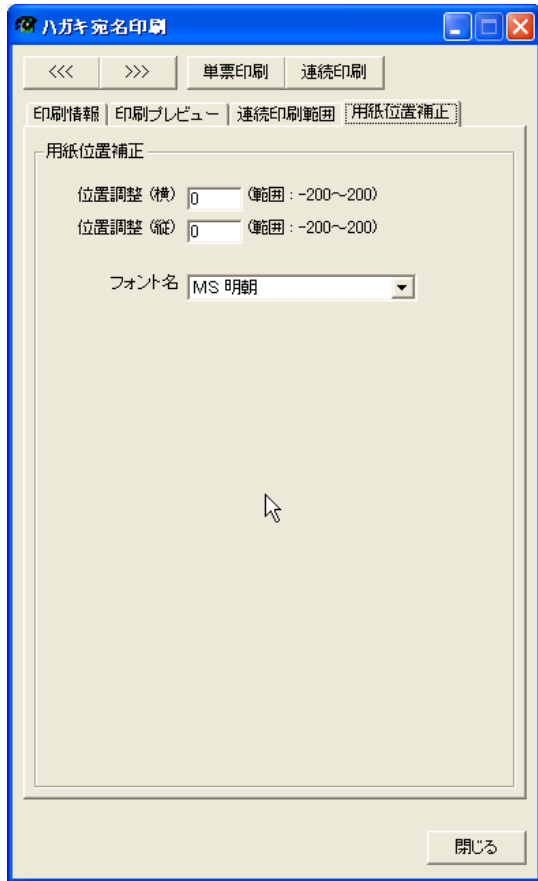 ハガキ宛名印刷
<<< >>> 単票印刷 連続印刷
印刷情報 印刷プレビュー 連続印刷範囲 用紙位置補正
用紙位置補正
位置調整（横） 0 （範囲：-200～200）
位置調整（縦） 0 （範囲：-200～200）
フォント名 MS 明朝
閉じる